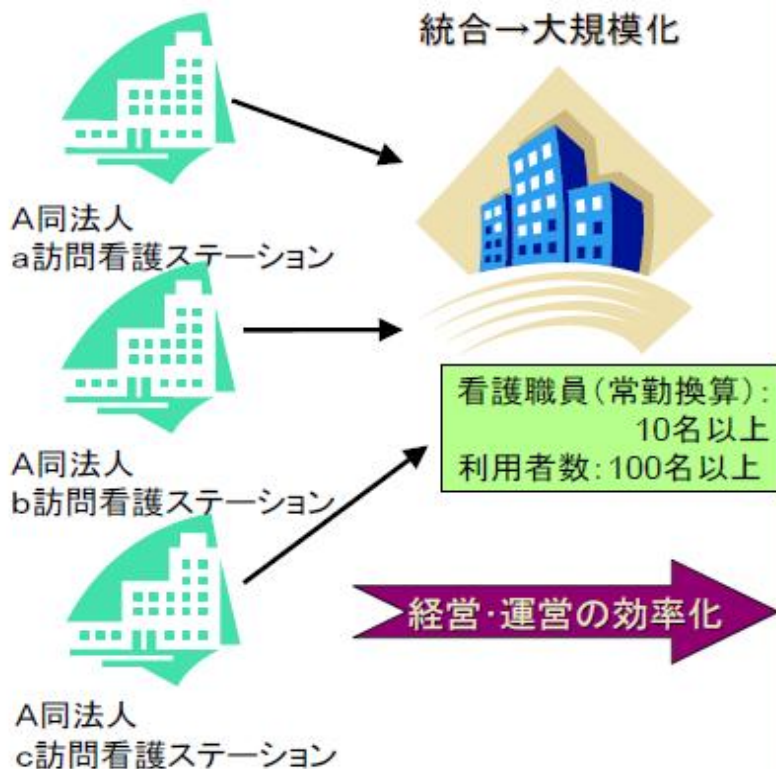 統合→大規模化
A同法人
a訪問看護ステーション
A同法人
b訪問看護ステーション
看護職員(常勤換算):
10名以上
利用者数:100名以上
経営・運営の効率化
A同法人
c訪問看護ステーション